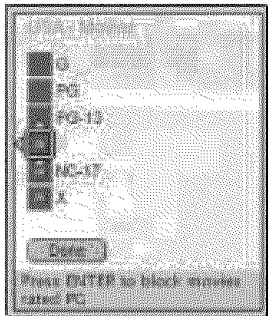 G
PG
PG-13
NC-17
X
Done
Press ENTER to block movies
rated PG